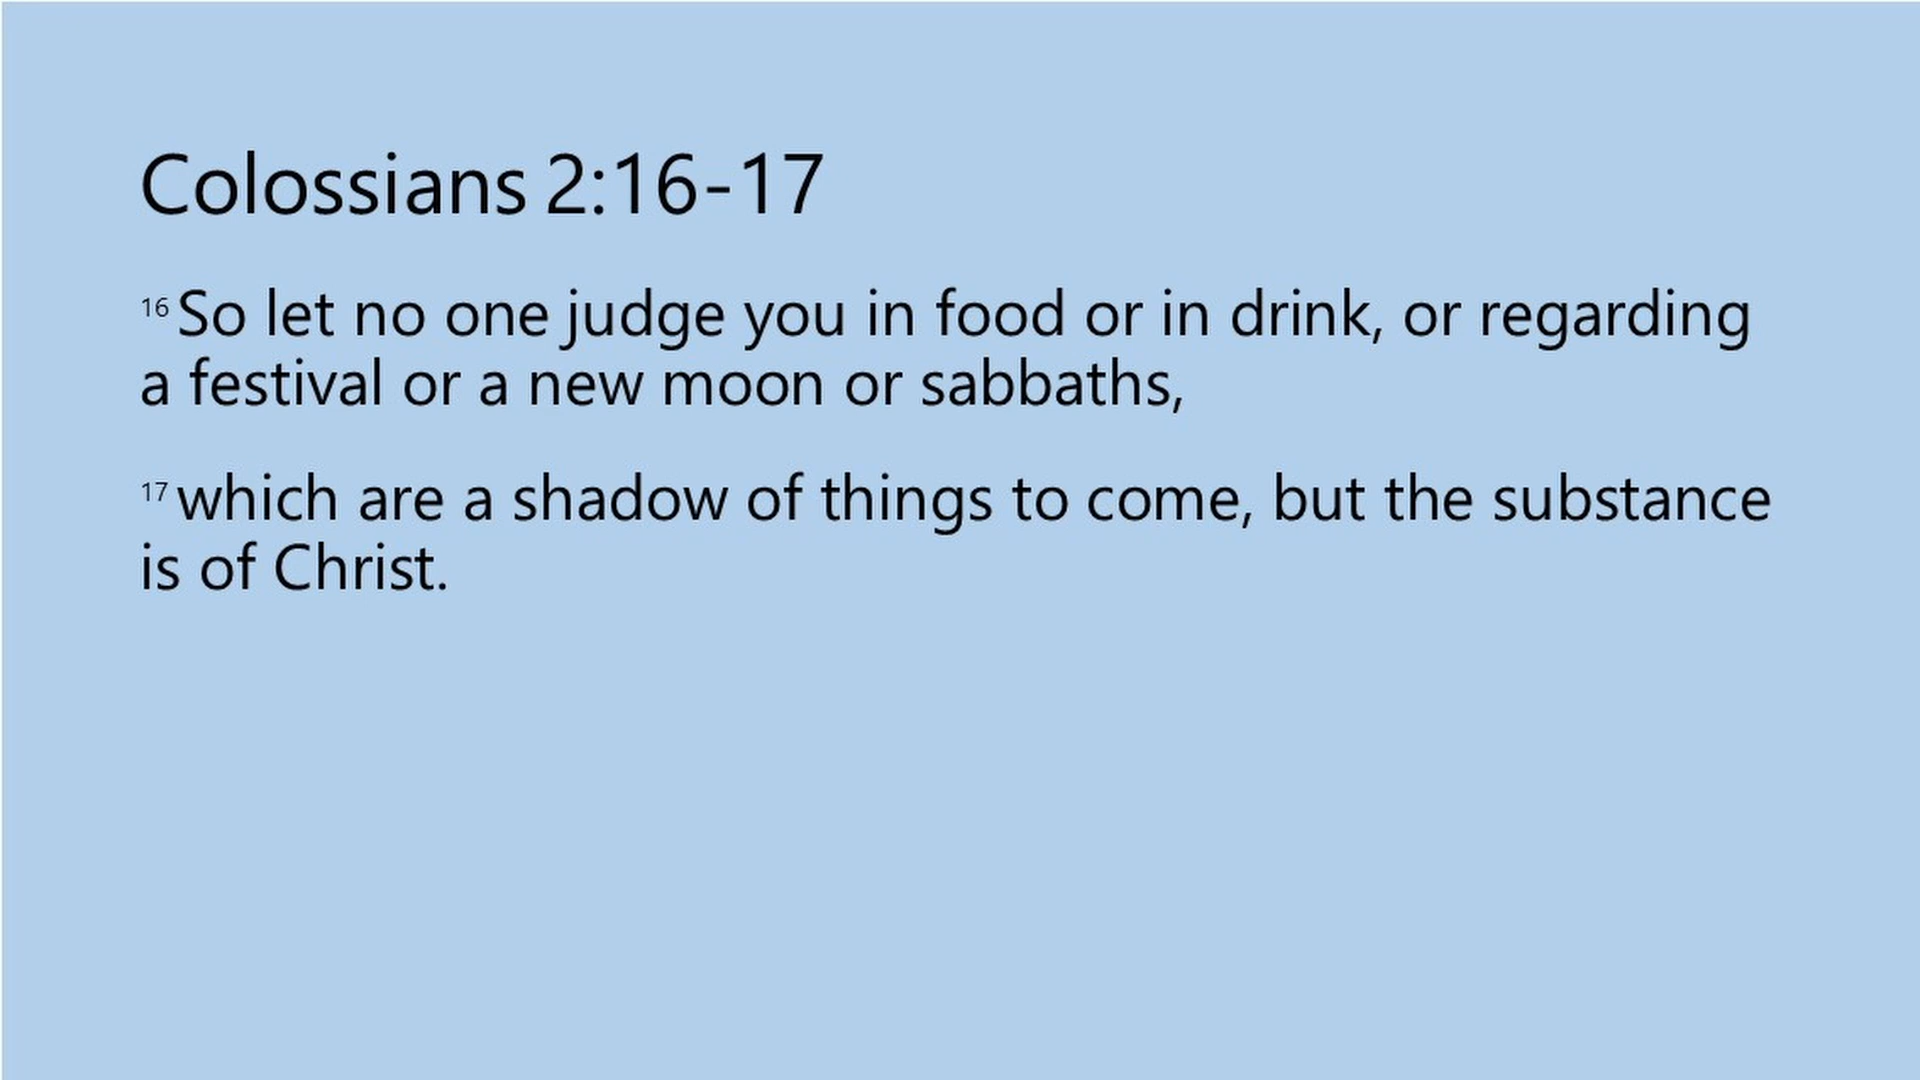 Colossians 2:16-17
16 So let no one judge you in food or in drink, or regarding
a festival or a new moon or sabbaths,
17 which are a shadow of things to come, but the substance
is of Christ.